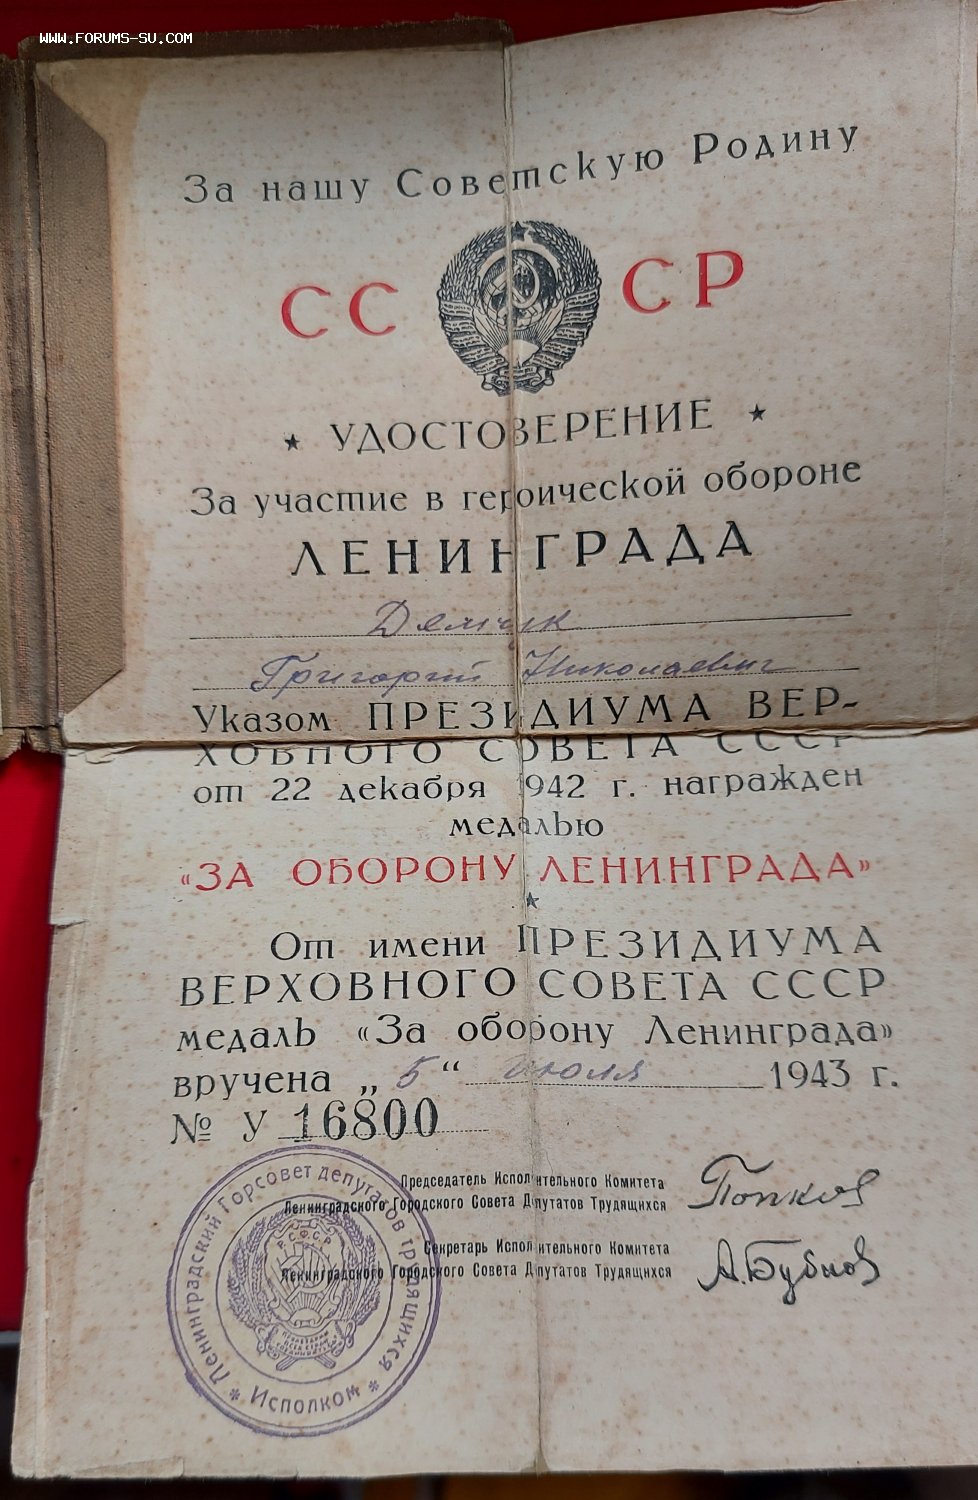 www.forums-su.com
За нашу Советскую Родину
СС СР
УДОСТОВЕРЕНИЕ
За участие в героической обороне
ЛЕНИНГРАДА
Демчук
Григорий Николаевич
Указом ПРЕЗИДИУМА ВЕР-
ХОВНОГО СОВЕТА СССР
от 22 декабря 1942 г. награжден
медалью
«ЗА ОБОРОНУ ЛЕНИНГРАДА»
От имени ПРЕЗИДИУМА
ВЕРХОВНОГО СОВЕТА СССР
медаль «За оборону Ленинграда»
вручена „5“ июля 1943 г.
№ У 16800
Председатель Исполнительного Комитета
Ленинградского Городского Совета Депутатов Трудящихся
Попков
Секретарь Исполнительного Комитета
Ленинградского Городского Совета Депутатов Трудящихся
А.Бубнов
Ленинградский Горсовет депутатов трудящихся
Исполком
Р.С.Ф.С.Р.